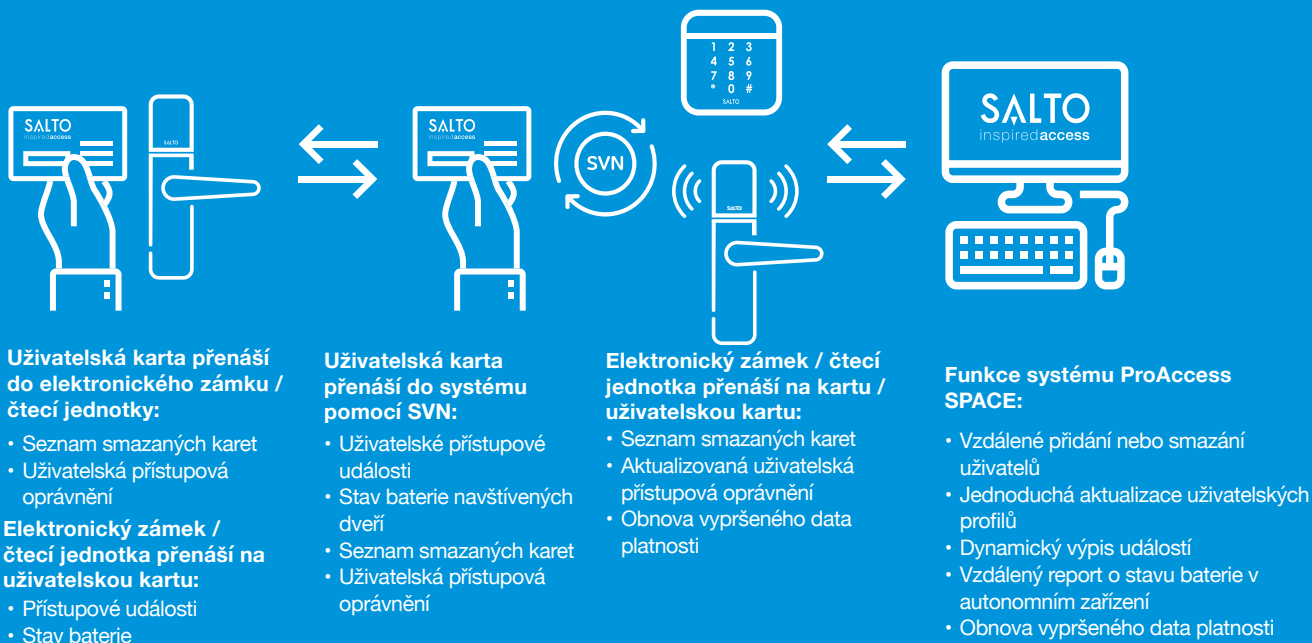 1 2 3
4 5 6
7 8 9
* 0 #
SALTO
SALTO
inspiredaccess
SALTO
SALTO
inspiredaccess
SVN
SALTO
SALTO
inspiredaccess
Uživatelská karta přenáší
do elektronického zámku /
čtecí jednotky:
• Seznam smazaných karet
• Uživatelská přístupová
oprávnění
Elektronický zámek /
čtecí jednotka přenáší na
uživatelskou kartu:
• Přístupové události
• Stav baterie
Uživatelská karta
přenáší do systému
pomocí SVN:
• Uživatelské přístupové
události
• Stav baterie navštívených
dveří
• Seznam smazaných karet
• Uživatelská přístupová
oprávnění
Elektronický zámek / čtecí
jednotka přenáší na kartu /
uživatelskou kartu:
• Seznam smazaných karet
• Aktualizovaná uživatelská
přístupová oprávnění
• Obnova vypršeného data
platnosti
Funkce systému ProAccess
SPACE:
• Vzdálené přidání nebo smazání
uživatelů
• Jednoduchá aktualizace uživatelských
profilů
• Dynamický výpis událostí
• Vzdálený report o stavu baterie v
autonomním zařízení
• Obnova vypršeného data platnosti